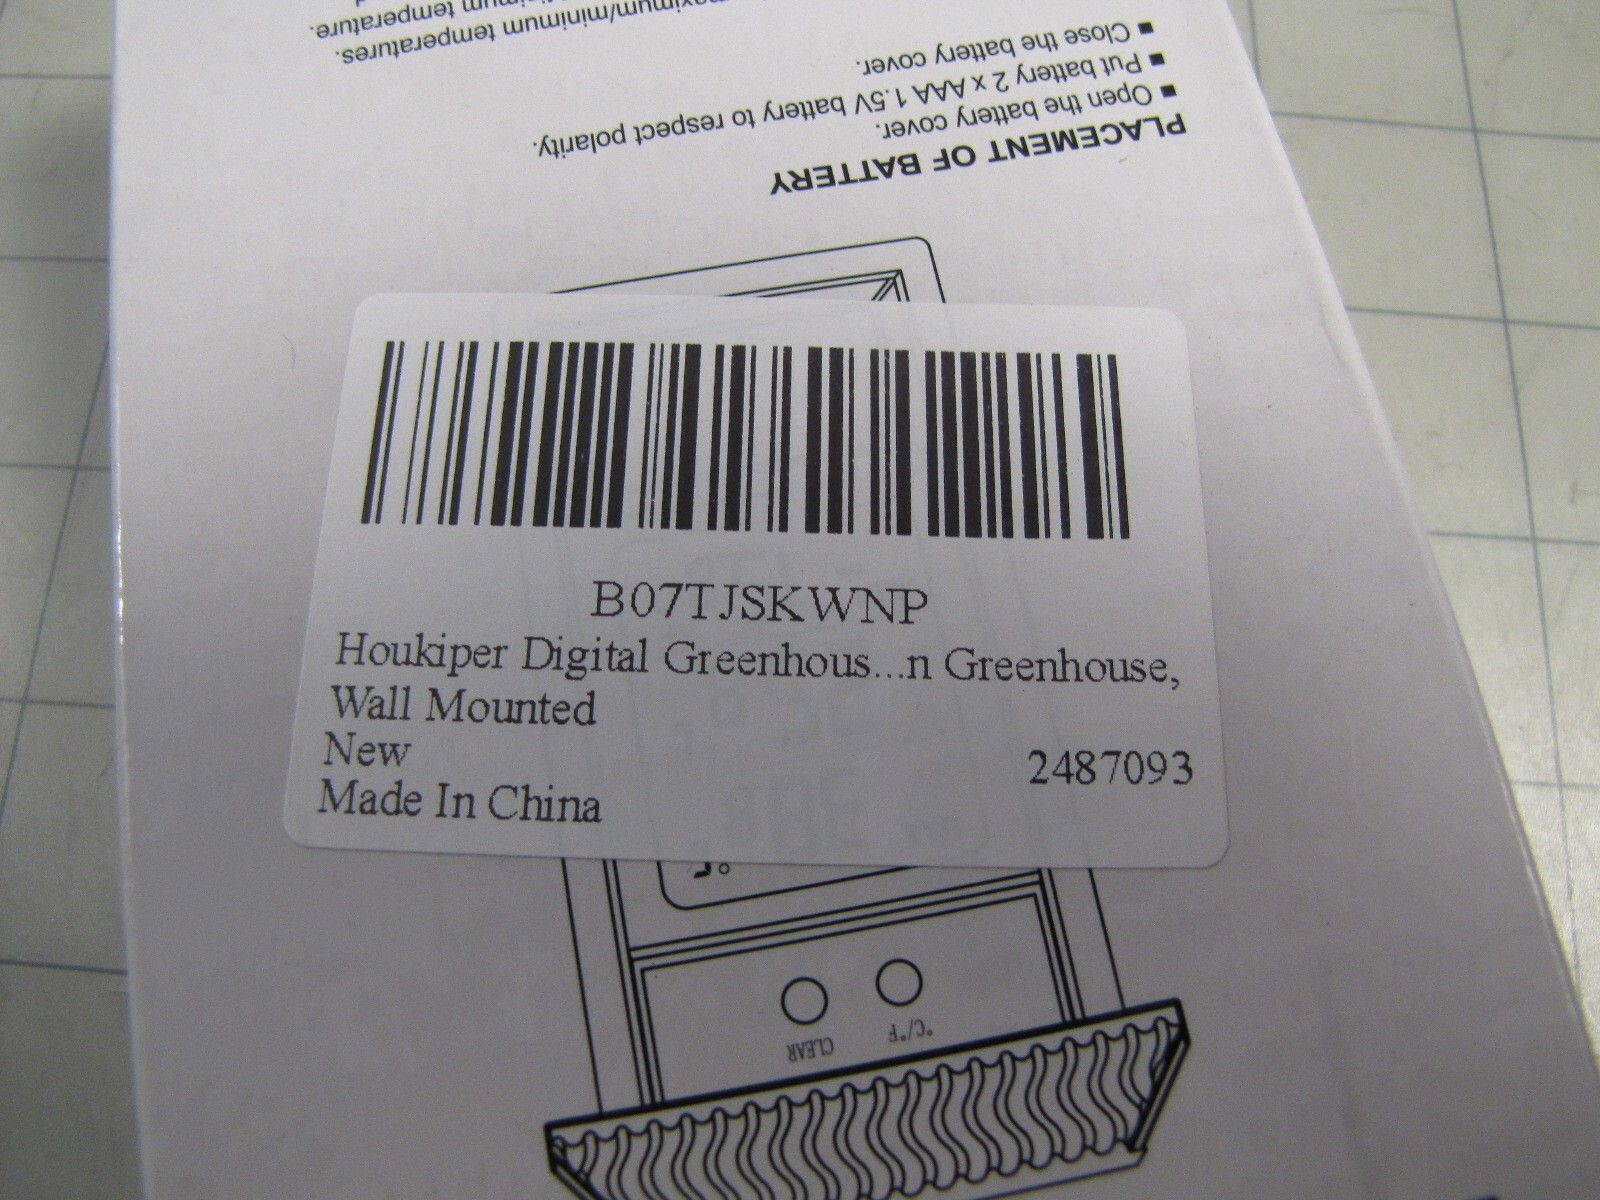 B07TJSKWNP
Houkiper Digital Greenhous...n Greenhouse,
Wall Mounted
New
2487093
Made In China
°C/°F
CLEAR
PLACEMENT OF BATTERY
■ Open the battery cover.
■ Put battery 2 x AAA 1.5V battery to respect polarity.
■ Close the battery cover.
maximum/minimum temperatures.
temperature.